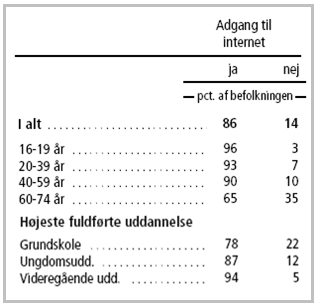 Adgang til
internet
ja nej
pct. af befolkningen
I alt 86 14
16-19 år 96 3
20-39 år 93 7
40-59 år 90 10
60-74 år 65 35
Højeste fuldførte uddannelse
Grundskole 78 22
Ungdomsudd. 87 12
Videregående udd. 94 5